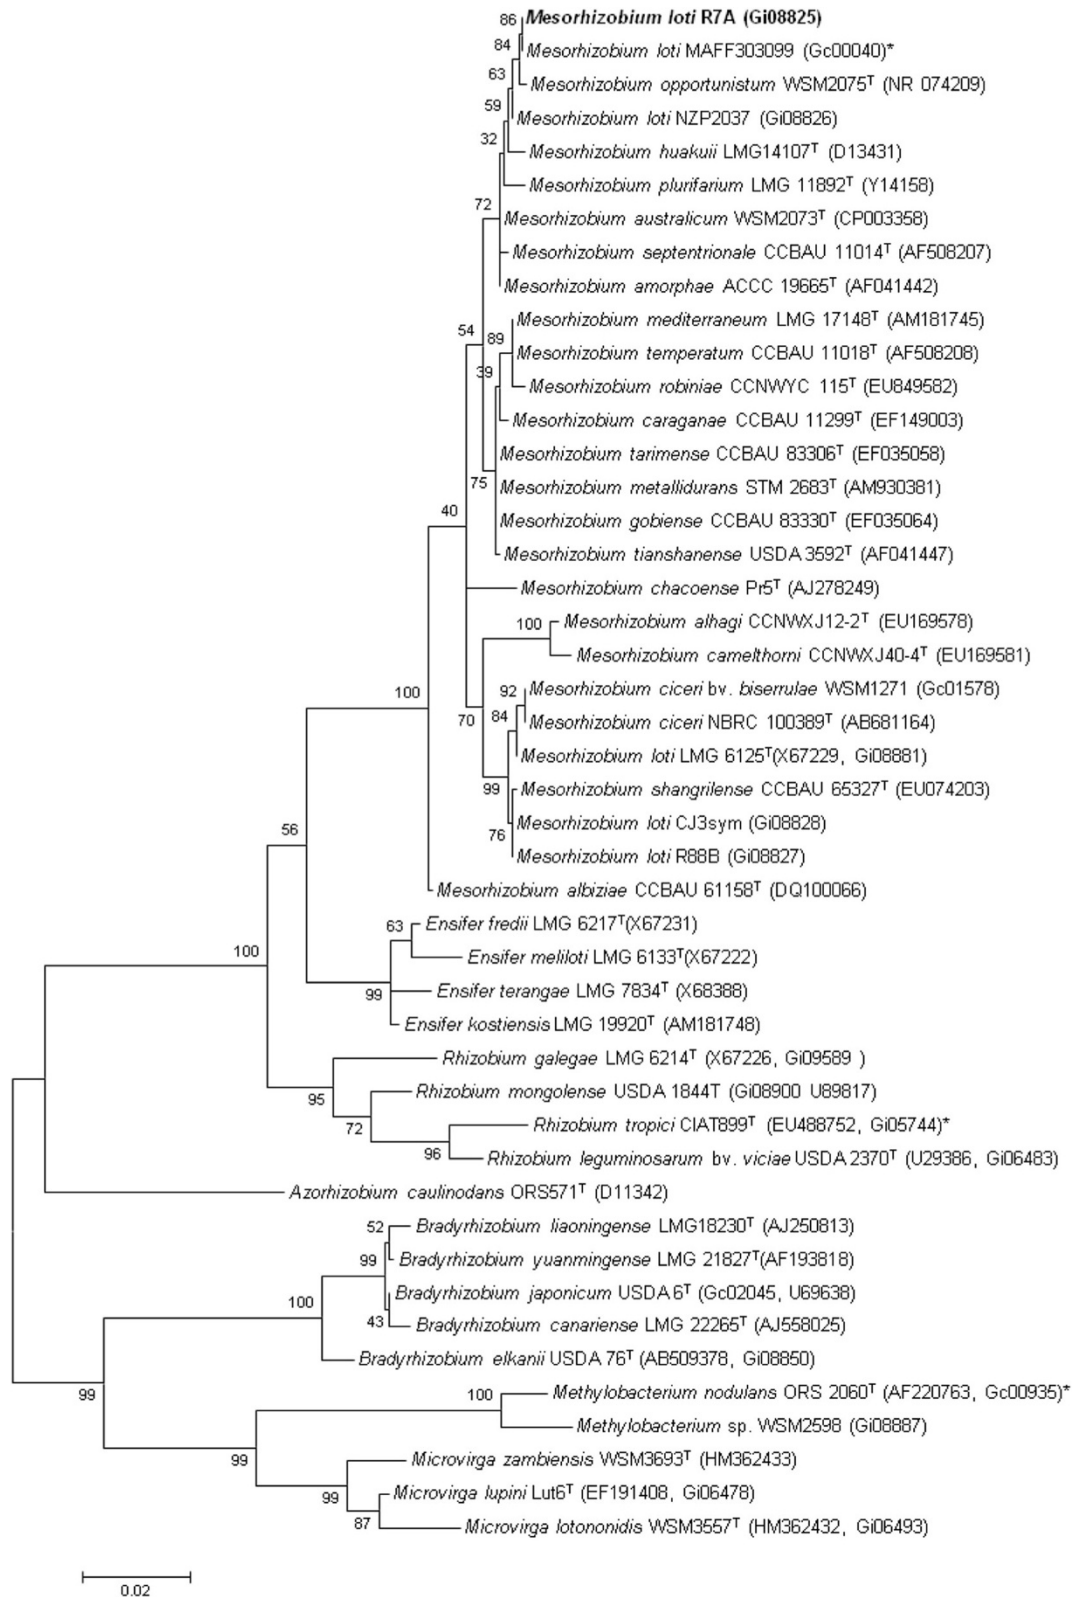 86 Mesorhizobium loti R7A (Gi08825)
84 Mesorhizobium loti MAFF303099 (Gc00040)*
63 Mesorhizobium opportunistum WSM2075ᵀ (NR 074209)
59 Mesorhizobium loti NZP2037 (Gi08826)
32 Mesorhizobium huakuii LMG14107ᵀ (D13431)
Mesorhizobium plurifarium LMG 11892ᵀ (Y14158)
72 Mesorhizobium australicum WSM2073ᵀ (CP003358)
Mesorhizobium septentrionale CCBAU 11014ᵀ (AF508207)
Mesorhizobium amorphae ACCC 19665ᵀ (AF041442)
Mesorhizobium mediterraneum LMG 17148ᵀ (AM181745)
54 89 Mesorhizobium temperatum CCBAU 11018ᵀ (AF508208)
39 Mesorhizobium robiniae CCNWYC 115ᵀ (EU849582)
Mesorhizobium caraganae CCBAU 11299ᵀ (EF149003)
Mesorhizobium tarimense CCBAU 83306ᵀ (EF035058)
75 Mesorhizobium metallidurans STM 2683ᵀ (AM930381)
40 Mesorhizobium gobiense CCBAU 83330ᵀ (EF035064)
Mesorhizobium tianshanense USDA 3592ᵀ (AF041447)
Mesorhizobium chacoense Pr5ᵀ (AJ278249)
100 Mesorhizobium alhagi CCNWXJ12-2ᵀ (EU169578)
Mesorhizobium camelthorni CCNWXJ40-4ᵀ (EU169581)
100 92 Mesorhizobium ciceri bv. biserrulae WSM1271 (Gc01578)
70 84 Mesorhizobium ciceri NBRC 100389ᵀ (AB681164)
Mesorhizobium loti LMG 6125ᵀ(X67229, Gi08881)
99 Mesorhizobium shangrilense CCBAU 65327ᵀ (EU074203)
56 76 Mesorhizobium loti CJ3sym (Gi08828)
Mesorhizobium loti R88B (Gi08827)
Mesorhizobium albiziae CCBAU 61158ᵀ (DQ100066)
63 Ensifer fredii LMG 6217ᵀ(X67231)
100 Ensifer meliloti LMG 6133ᵀ(X67222)
99 Ensifer terangae LMG 7834ᵀ (X68388)
Ensifer kostiensis LMG 19920ᵀ (AM181748)
Rhizobium galegae LMG 6214ᵀ (X67226, Gi09589 )
95 Rhizobium mongolense USDA 1844T (Gi08900 U89817)
72 Rhizobium tropici CIAT899ᵀ (EU488752, Gi05744)*
96 Rhizobium leguminosarum bv. viciae USDA 2370ᵀ (U29386, Gi06483)
Azorhizobium caulinodans ORS571ᵀ (D11342)
52 Bradyrhizobium liaoningense LMG18230ᵀ (AJ250813)
99 Bradyrhizobium yuanmingense LMG 21827ᵀ(AF193818)
100 Bradyrhizobium japonicum USDA 6ᵀ (Gc02045, U69638)
43 Bradyrhizobium canariense LMG 22265ᵀ (AJ558025)
Bradyrhizobium elkanii USDA 76ᵀ (AB509378, Gi08850)
99 100 Methylobacterium nodulans ORS 2060ᵀ (AF220763, Gc00935)*
Methylobacterium sp. WSM2598 (Gi08887)
99 Microvirga zambiensis WSM3693ᵀ (HM362433)
99 Microvirga lupini Lut6ᵀ (EF191408, Gi06478)
87 Microvirga lotononidis WSM3557ᵀ (HM362432, Gi06493)
0.02